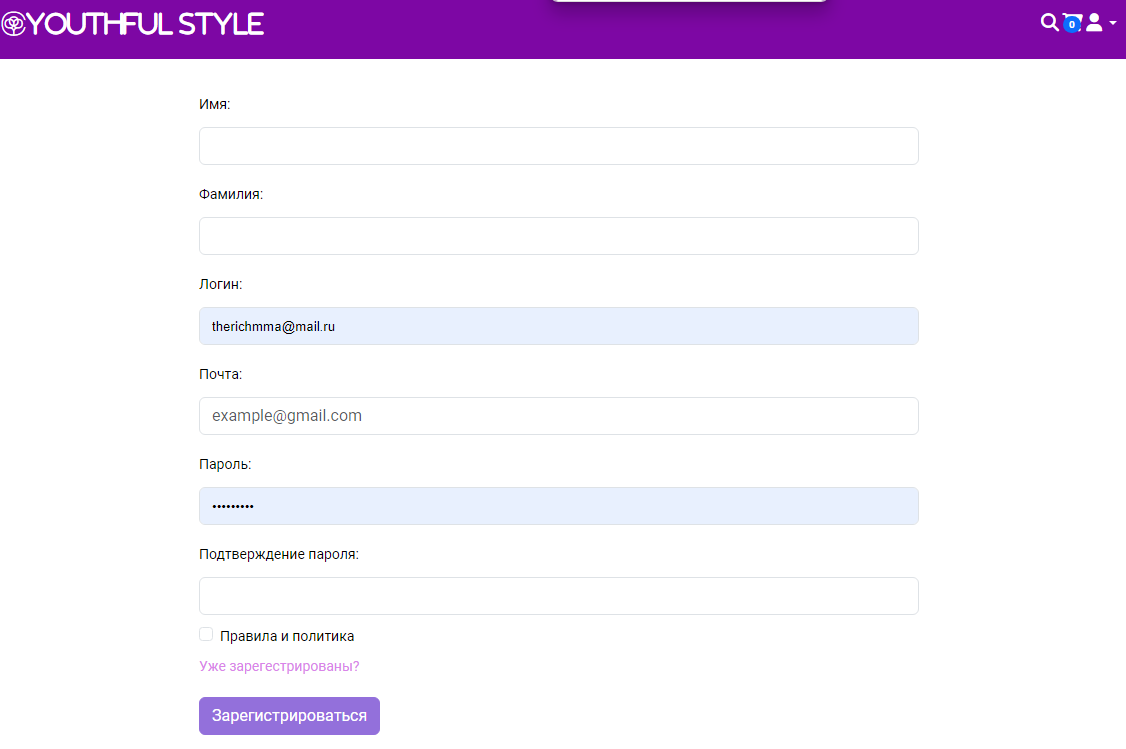 YOUTHFUL STYLE
0
Имя:
Фамилия:
Логин:
therichmma@mail.ru
Почта:
example@gmail.com
Пароль:
•••••••••
Подтверждение пароля:
Правила и политика
Уже зарегестрированы?
Зарегистрироваться